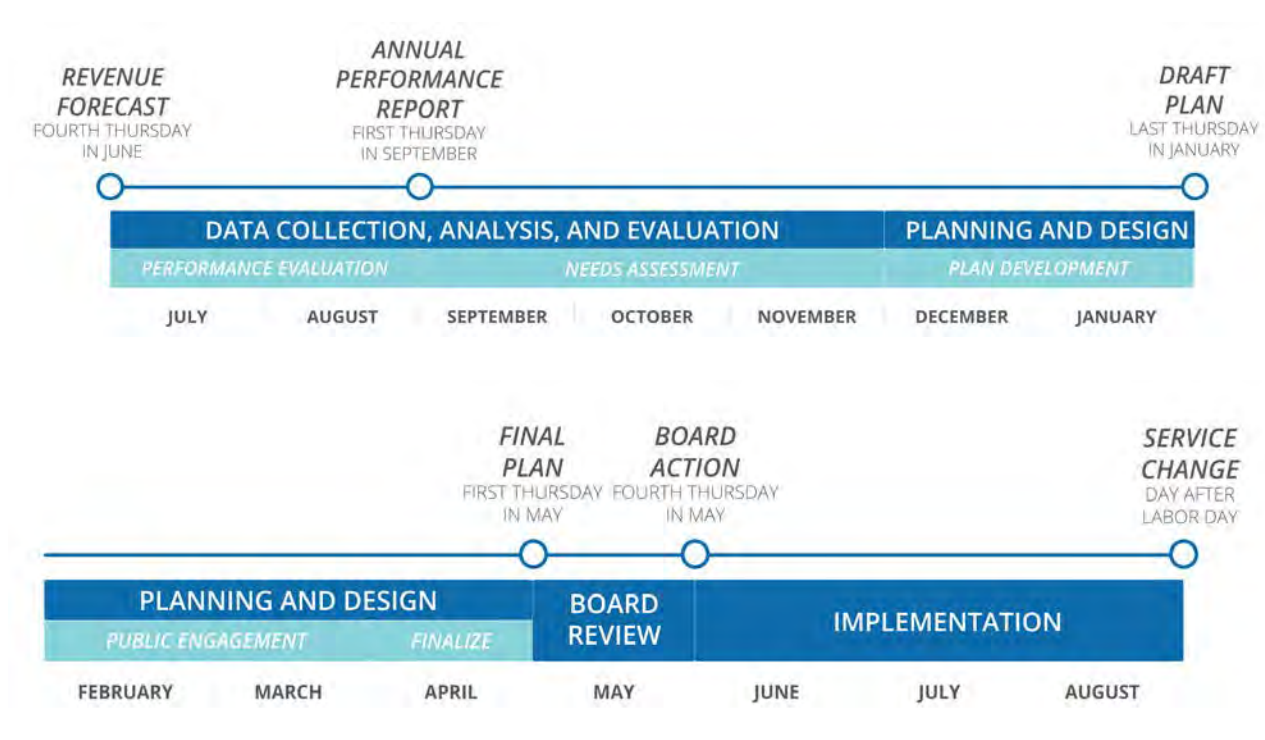 REVENUE
FORECAST
FOURTH THURSDAY
IN JUNE
ANNUAL
PERFORMANCE
REPORT
FIRST THURSDAY
IN SEPTEMBER
DRAFT
PLAN
LAST THURSDAY
IN JANUARY
DATA COLLECTION, ANALYSIS, AND EVALUATION
PLANNING AND DESIGN
PERFORMANCE EVALUATION
NEEDS ASSESSMENT
PLAN DEVELOPMENT
JULY
AUGUST
SEPTEMBER
OCTOBER
NOVEMBER
DECEMBER
JANUARY
FINAL
PLAN
FIRST THURSDAY
IN MAY
BOARD
ACTION
FOURTH THURSDAY
IN MAY
SERVICE
CHANGE
DAY AFTER
LABOR DAY
PLANNING AND DESIGN
PUBLIC ENGAGEMENT
FINALIZE
BOARD
REVIEW
IMPLEMENTATION
FEBRUARY
MARCH
APRIL
MAY
JUNE
JULY
AUGUST